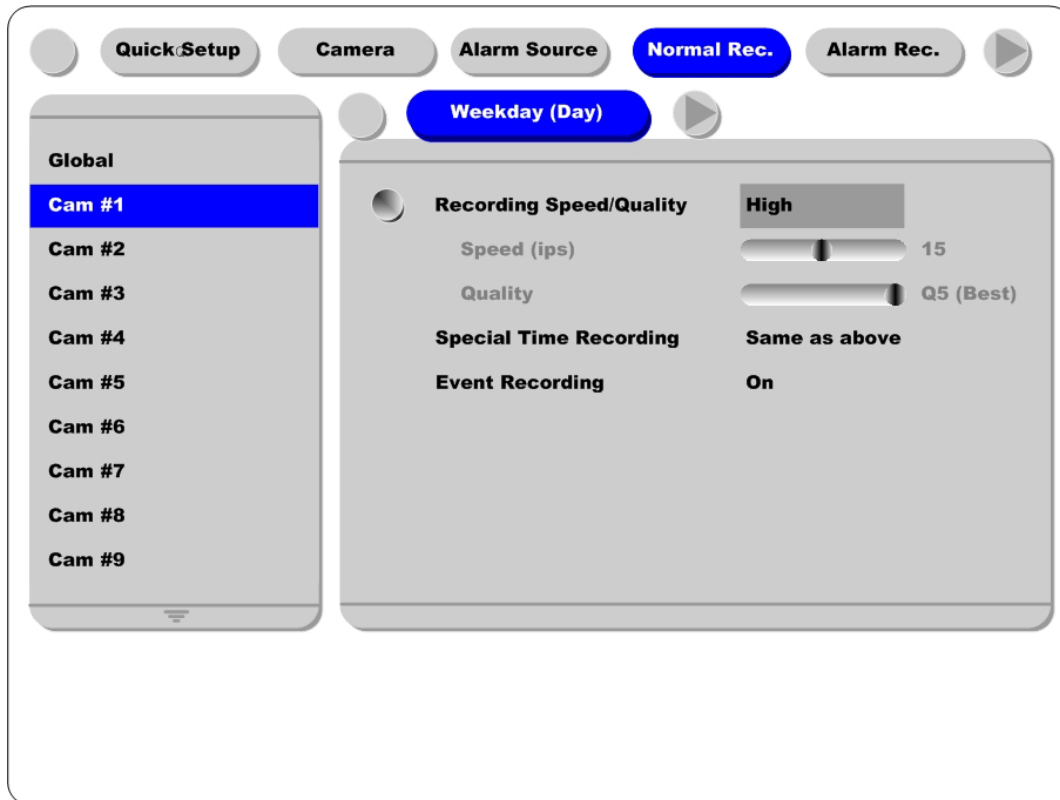 Quick Setup Camera Alarm Source Normal Rec. Alarm Rec.
Weekday (Day)
Global
Cam #1
Cam #2
Cam #3
Cam #4
Cam #5
Cam #6
Cam #7
Cam #8
Cam #9
Recording Speed/Quality High
Speed (ips) 15
Quality Q5 (Best)
Special Time Recording Same as above
Event Recording On